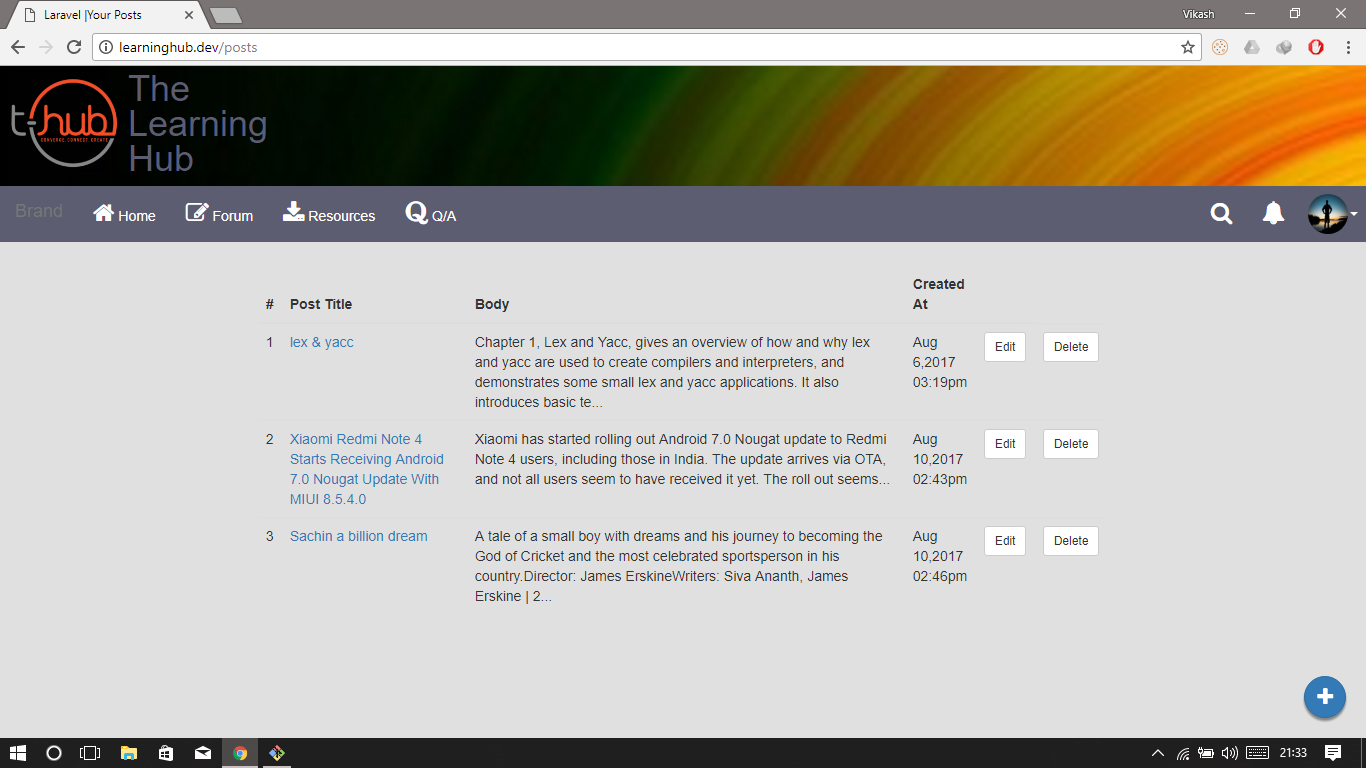 Laravel |Your Posts
Vikash
learninghub.dev/posts
t-hub
CONVERGE CONNECT CREATE
The
Learning
Hub
Brand
Home
Forum
Resources
Q Q/A
# Post Title Body Created
At
1 lex & yacc Chapter 1, Lex and Yacc, gives an overview of how and why lex Aug Edit Delete
and yacc are used to create compilers and interpreters, and 6,2017
demonstrates some small lex and yacc applications. It also 03:19pm
introduces basic te...
2 Xiaomi Redmi Note 4 Xiaomi has started rolling out Android 7.0 Nougat update to Redmi Aug Edit Delete
Starts Receiving Android Note 4 users, including those in India. The update arrives via OTA, 10,2017
7.0 Nougat Update With and not all users seem to have received it yet. The roll out seems... 02:43pm
MIUI 8.5.4.0
3 Sachin a billion dream A tale of a small boy with dreams and his journey to becoming the Aug Edit Delete
God of Cricket and the most celebrated sportsperson in his 10,2017
country.Director: James ErskineWriters: Siva Ananth, James 02:46pm
Erskine | 2...
21:33